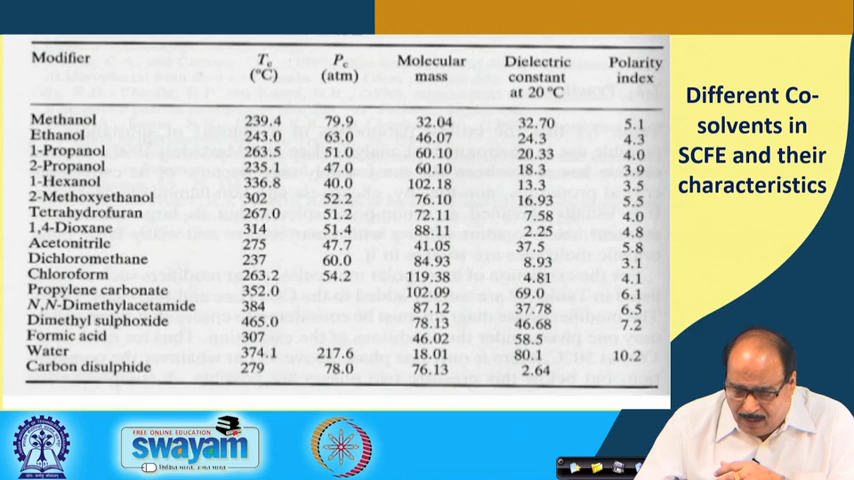 Modifier Tc (°C) Pc (atm) Molecular mass Dielectric constant at 20 °C Polarity index
Methanol 239.4 79.9 32.04 32.70 5.1
Ethanol 243.0 63.0 46.07 24.3 4.3
1-Propanol 263.5 51.0 60.10 20.33 4.0
2-Propanol 235.1 47.0 60.10 18.3 3.9
1-Hexanol 336.8 40.0 102.18 13.3 3.5
2-Methoxyethanol 302 52.2 76.10 16.93 5.5
Tetrahydrofuran 267.0 51.2 72.11 7.58 4.0
1,4-Dioxane 314 51.4 88.11 2.25 4.8
Acetonitrile 275 47.7 41.05 37.5 5.8
Dichloromethane 237 60.0 84.93 8.93 3.1
Chloroform 263.2 54.2 119.38 4.81 4.1
Propylene carbonate 352.0 102.09 69.0 6.1
N,N-Dimethylacetamide 384 87.12 37.78 6.5
Dimethyl sulphoxide 465.0 78.13 46.68 7.2
Formic acid 307 46.02 58.5
Water 374.1 217.6 18.01 80.1 10.2
Carbon disulphide 279 78.0 76.13 2.64
Different Co-
solvents in
SCFE and their
characteristics
FREE ONLINE EDUCATION
swayam